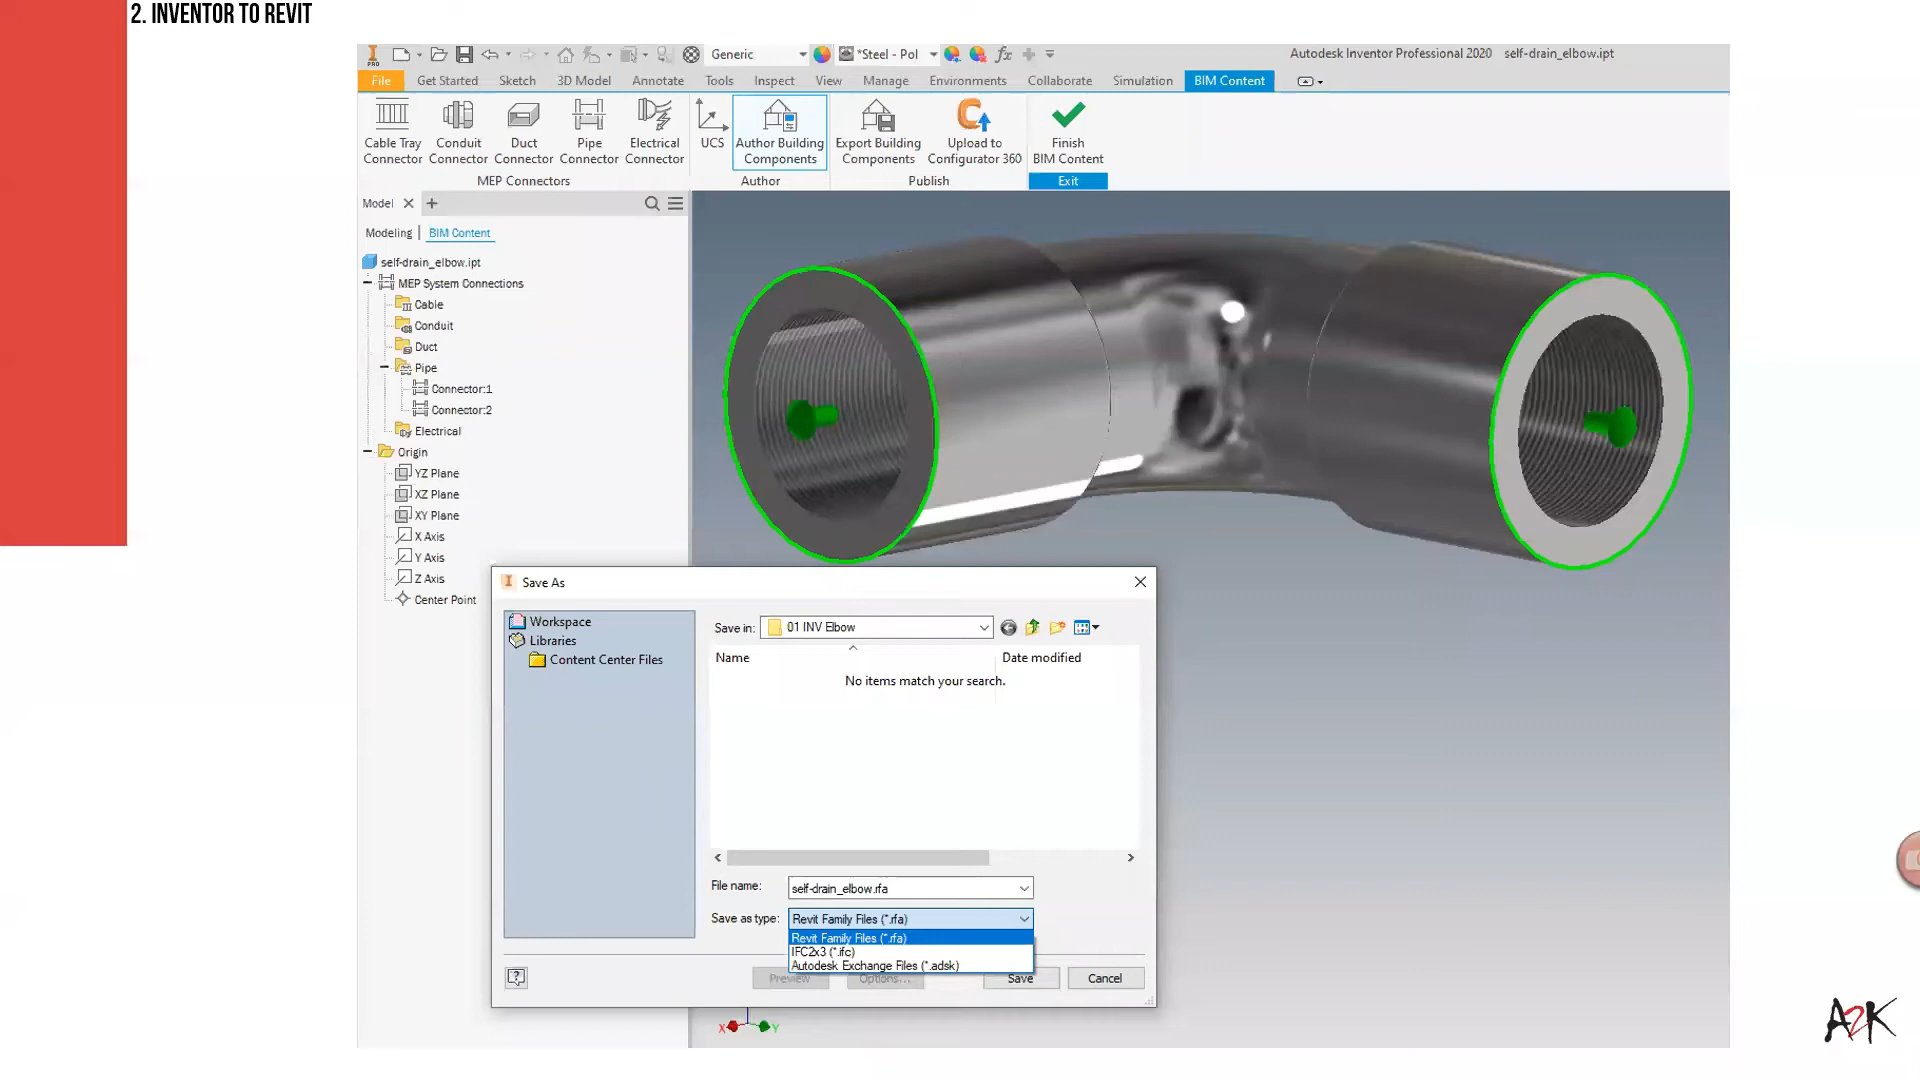 2. INVENTOR TO REVIT
PRO
Generic
*Steel - Pol
fx
Autodesk Inventor Professional 2020 self-drain_elbow.ipt
File Get Started Sketch 3D Model Annotate Tools Inspect View Manage Environments Collaborate Simulation BIM Content
Cable Tray Connector
Conduit Connector
Duct Connector
Pipe Connector
Electrical Connector
UCS
Author Building Components
Export Building Components
Upload to Configurator 360
Finish BIM Content
MEP Connectors Author Publish Exit
Model
Modeling BIM Content
self-drain_elbow.ipt
MEP System Connections
Cable
Conduit
Duct
Pipe
Connector:1
Connector:2
Electrical
Origin
YZ Plane
XZ Plane
XY Plane
X Axis
Y Axis
Z Axis
Center Point
Save As
Workspace
Libraries
Content Center Files
Save in: 01 INV Elbow
Name Date modified
No items match your search.
File name: self-drain_elbow.rfa
Save as type: Revit Family Files (*.rfa)
Revit Family Files (*.rfa)
IFC2x3 (*.ifc)
Autodesk Exchange Files (*.adsk)
Preview Options... Save Cancel
X Y
A2K